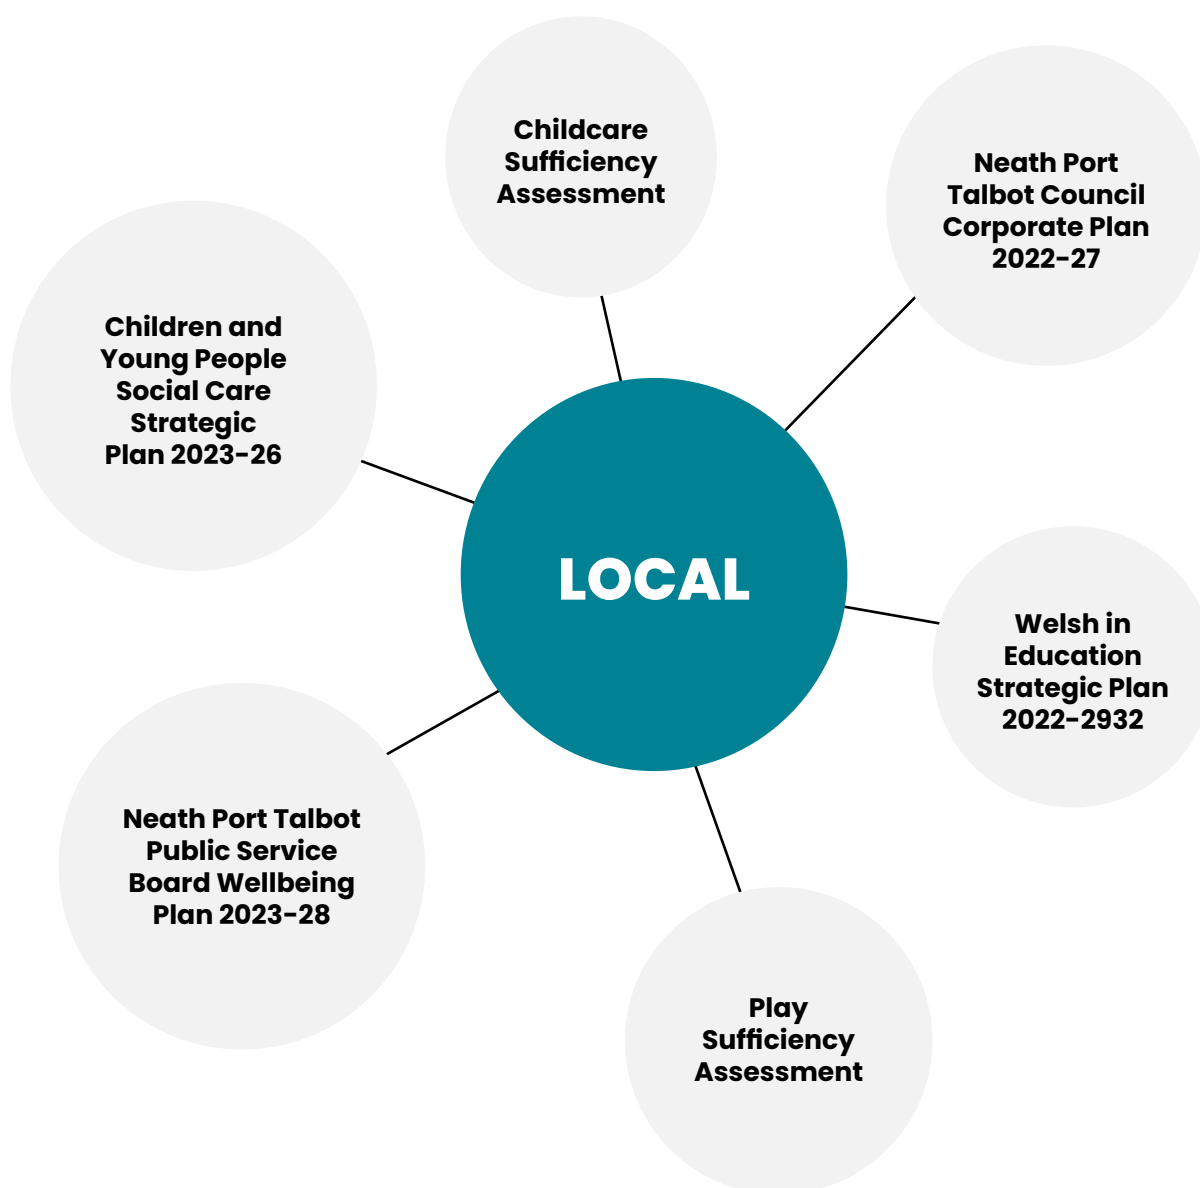 Childcare
Sufficiency
Assessment
Neath Port
Talbot Council
Corporate Plan
2022-27
Children and
Young People
Social Care
Strategic
Plan 2023-26
LOCAL
Welsh in
Education
Strategic Plan
2022-2932
Neath Port Talbot
Public Service
Board Wellbeing
Plan 2023-28
Play
Sufficiency
Assessment